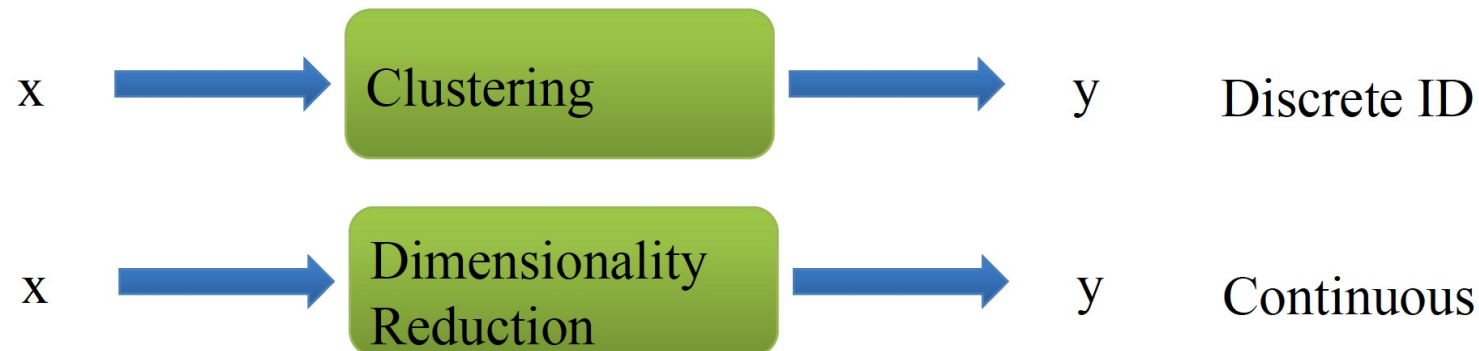 x Clustering y Discrete ID
x Dimensionality Reduction y Continuous